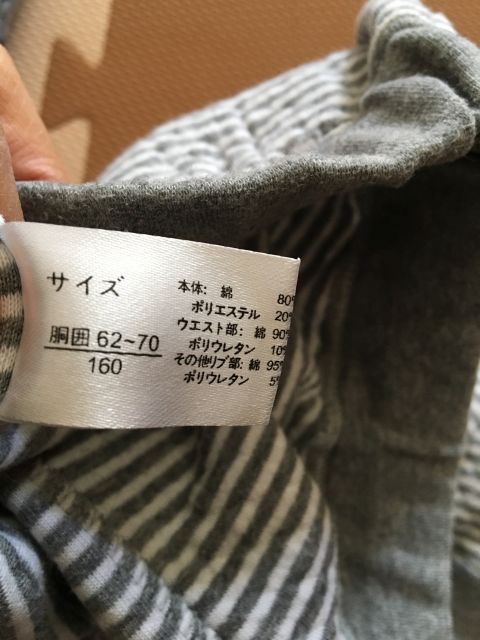 サイズ
胴囲 62~70
160
本体: 綿 80%
ポリエステル 20%
ウエスト部: 綿 90%
ポリウレタン 10%
その他リブ部: 綿 95%
ポリウレタン 5%